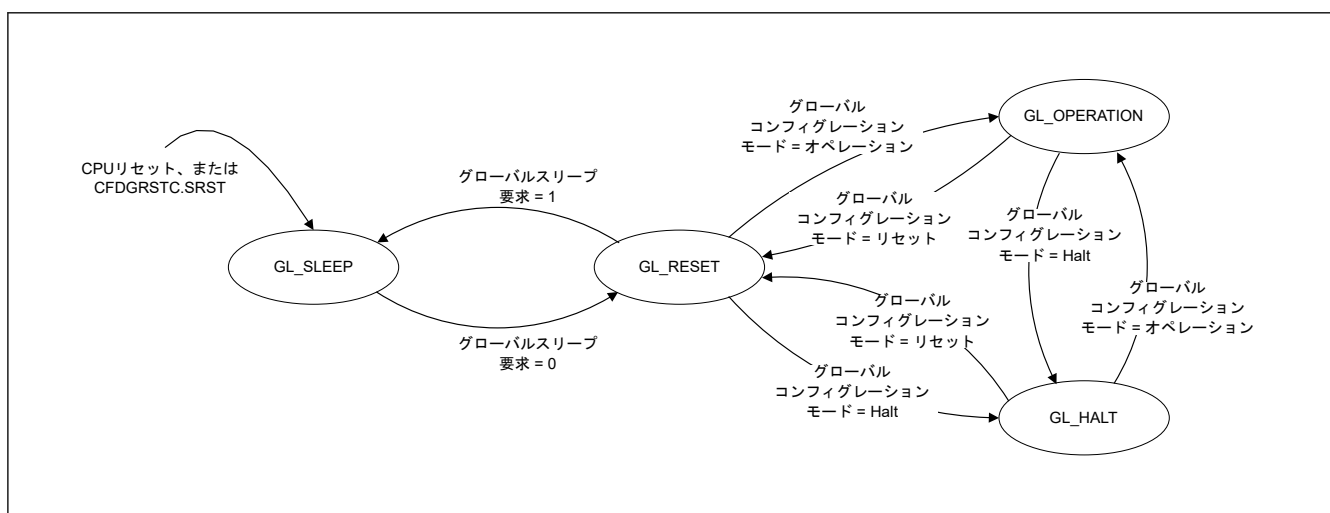 CPUリセット、または
CFDGRSTC.SRST
GL_SLEEP
グローバルスリープ
要求 = 1
グローバルスリープ
要求 = 0
GL_RESET
グローバル
コンフィグレーション
モード = オペレーション
グローバル
コンフィグレーション
モード = リセット
GL_OPERATION
グローバル
コンフィグレーション
モード = Halt
グローバル
コンフィグレーション
モード = オペレーション
グローバル
コンフィグレーション
モード = リセット
グローバル
コンフィグレーション
モード = Halt
GL_HALT